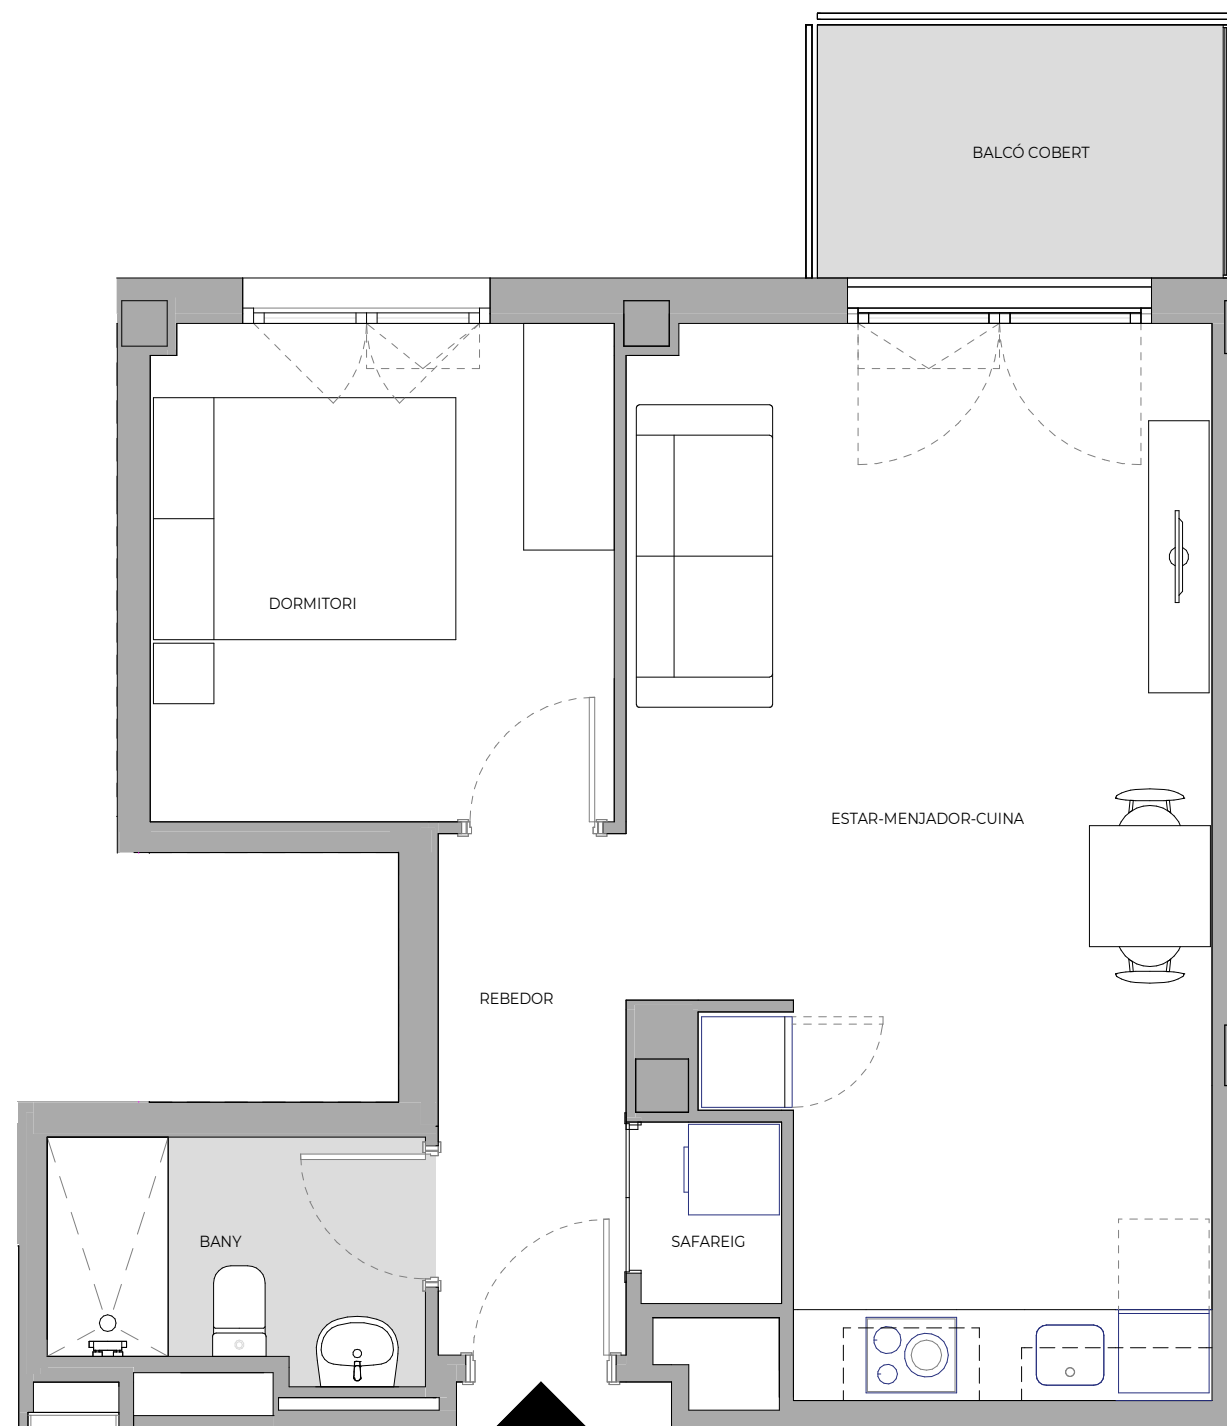 BALCÓ COBERT
DORMITORI
ESTAR-MENJADOR-CUINA
REBEDOR
BANY
SAFAREIG